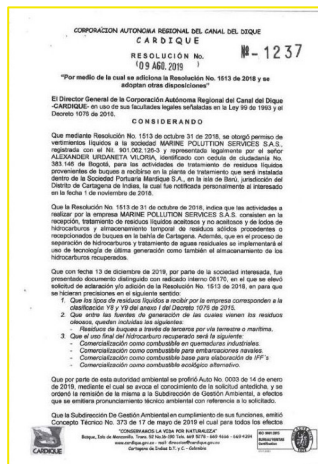 CORPORACION AUTONOMA REGIONAL DEL CANAL DEL DIQUE
CARDIQUE
RESOLUCIÓN No.
№-1237
(09 AGO. 2019)
"Por medio de la cual se adiciona la Resolución No. 1513 de 2018 y se
adoptan otras disposiciones"
El Director General de la Corporación Autónoma Regional del Canal del Dique
-CARDIQUE- en uso de sus facultades legales señaladas en la Ley 99 de 1993 y el
Decreto 1076 de 2015.
CONSIDERANDO
Que mediante Resolución No. 1513 de octubre 31 de 2018, se otorgó permiso de
vertimientos líquidos a la sociedad MARINE POLUTTION SERVICES S.A.S.,
registrada con el Nit. 901.062.126-3 y representada legalmente por el señor
ALEXANDER URDANETA VILORIA, identificado con cedula de ciudadanía No.
383.146 de Bogotá, para las actividades de tratamiento de residuos líquidos
provenientes de buques a recibirse en la planta de tratamiento que será instalada
dentro de la Sociedad Portuaria Mardique S.A., en la isla de Barú, jurisdicción del
Distrito de Cartagena de Indias, la cual fue notificada personalmente al interesado
en la fecha 1 de noviembre de 2018.
Que la Resolución No. 1513 de 31 de octubre de 2018, indica que las actividades a
realizar por la empresa MARINE POLLUTION SERVICES S.A.S. consisten en la
recepción, tratamiento de residuos líquidos aceitosos y no aceitosos y de lodos de
hidrocarburos y almacenamiento temporal de residuos sólidos procedentes o
recepcionados de buques en la bahía de Cartagena. Además, que en el proceso de
separación de hidrocarburos y tratamiento de aguas residuales se implementará el
uso de tecnología de última generación como también el almacenamiento de los
hidrocarburos recuperados.
Que con fecha 13 de diciembre de 2019, por parte de la sociedad interesada, fue
presentado documento distinguido con radicado interno 08170, en el que se elevó
solicitud de aclaración y/o adición de la Resolución No. 1513 de 2018, en para que
se hicieran precisiones en el siguiente sentido:
1. Que los tipos de residuos líquidos a recibir por la empresa corresponden a la
clasificación Y8 y Y9 del anexo I del Decreto 1076 de 2015.
2. Que entre las fuentes de generación de las cuales vienen los residuos
oleosos, queden incluidas las siguientes:
- Residuos de buques a través de terceros por vía terrestre o marítima.
3. Que el uso final del hidrocarburo recuperado será la siguiente:
- Comercialización como combustible en quemadores industriales.
- Comercialización como combustible para embarcaciones navales.
- Comercialización como combustible base para elaboración de IFF's
- Comercialización como combustible ecológico alternativo.
Que por parte de esta autoridad ambiental se profirió Auto No. 0003 de 14 de enero
de 2019, mediante el cual se avoca el conocimiento de la solicitud antedicha, y se
ordenó la remisión de la misma a la Subdirección de Gestión Ambiental, a efectos
que se emitiera pronunciamiento técnico ambiental con referencia a lo solicitado.
Que la Subdirección de Gestión Ambiental en cumplimiento de sus funciones, emitió
Concepto Técnico No. 373 de 17 de mayo de 2019 el cual para todos los efectos
CARDIQUE
"CONSERVAMOS LA VIDA POR NATURALEZA"
Cartagena de Indias D.T. y C. - Colombia
BUREAU VERITAS